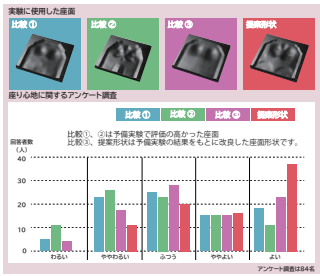 実験に使用した座面
比較① 比較② 比較③ 提案形状
座り心地に関するアンケート調査
比較① 比較② 比較③ 提案形状
比較①、②は予備実験で評価の高かった座面
比較③、提案形状は予備実験の結果をもとに改良した座面形状です。
回答者数
(人)
40
30
20
10
0
わるい ややわるい ふつう ややよい よい
アンケート調査は84名